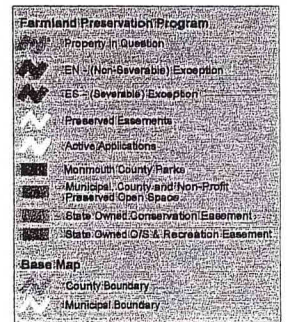 Farmland Preservation Program
Property In Question
EN - (Non-Severable) Exception
ES - (Severable) Exception
Preserved Easements
Active Applications
Monmouth County Parks
Municipal, County and Non-Profit
Preserved Open Space
State Owned Conservation Easement
State Owned O/S & Recreation Easement
Base Map
County Boundary
Municipal Boundary